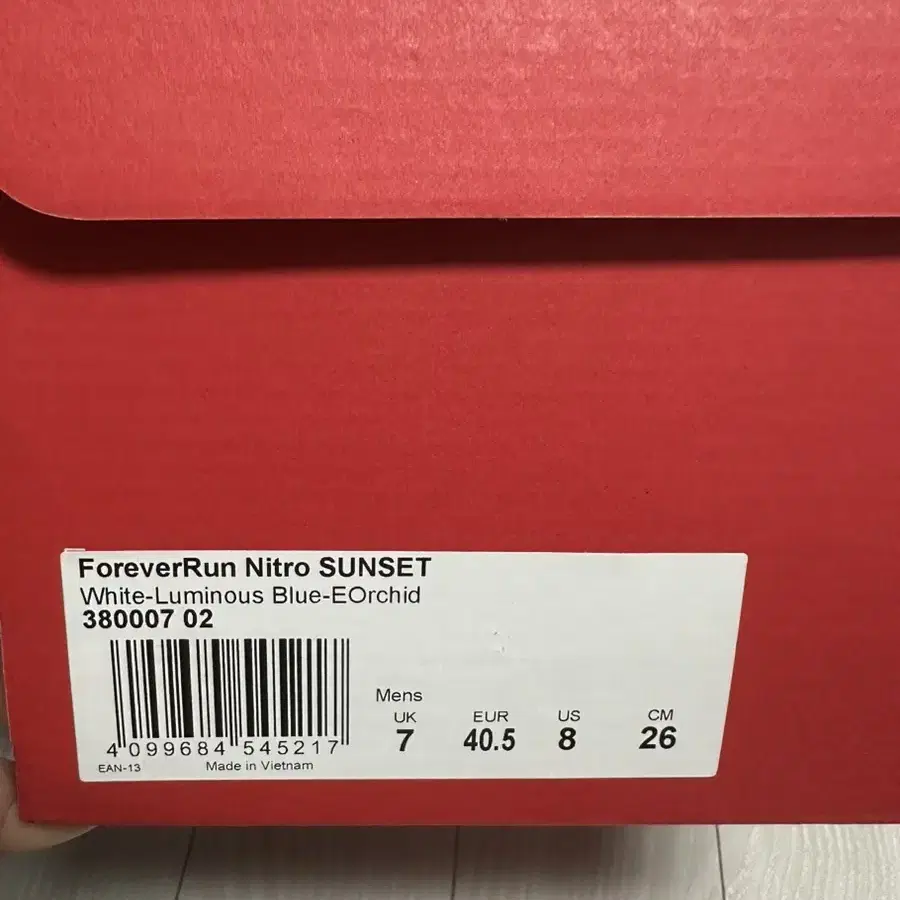 ForeverRun Nitro SUNSET
White-Luminous Blue-EOrchid
380007 02
4 099684 545217
EAN-13 Made in Vietnam
Mens
UK EUR US CM
7 40.5 8 26